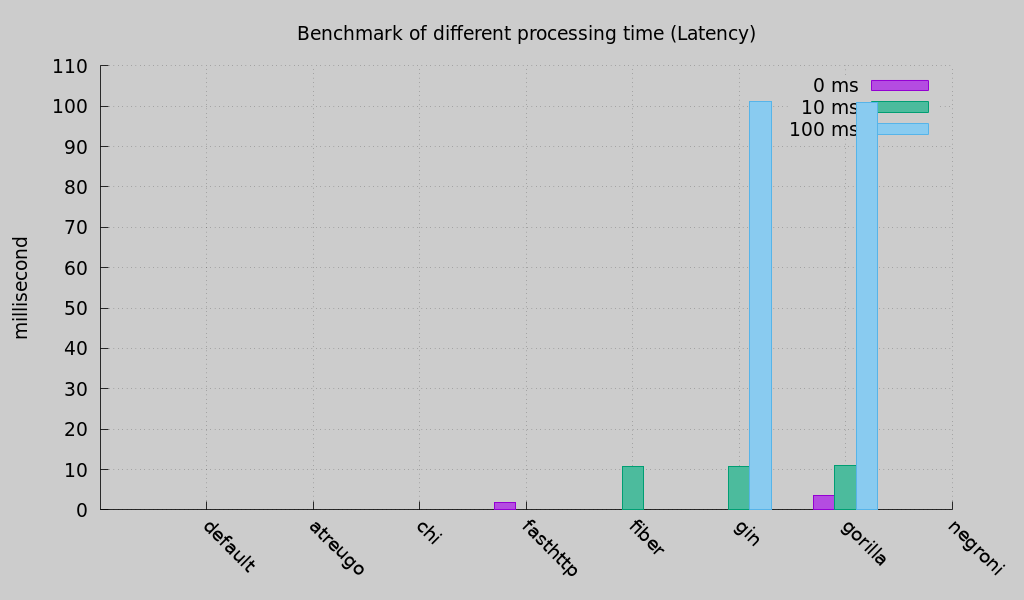 Benchmark of different processing time (Latency)
110
100
90
80
70
60
50
40
30
20
10
0
millisecond
0 ms
10 ms
100 ms
default
atreugo
chi
fasthttp
fiber
gin
gorilla
negroni